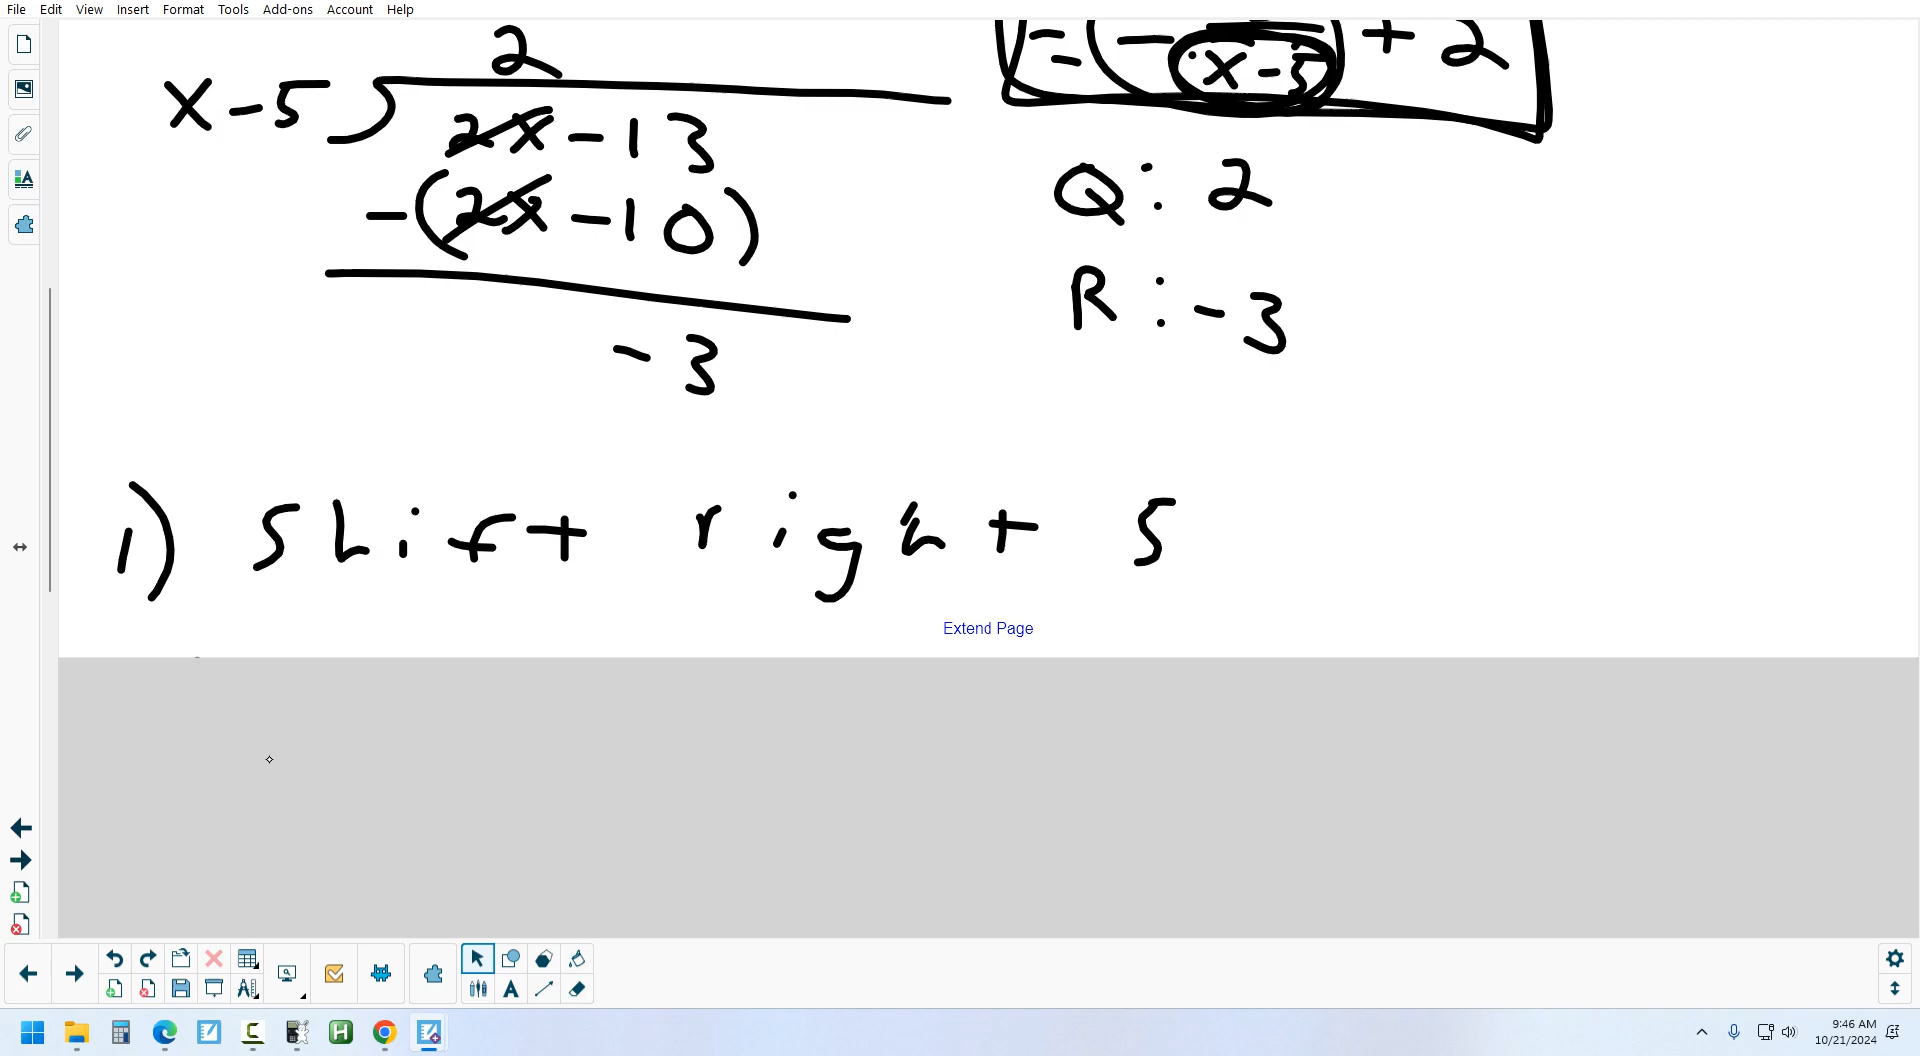 File Edit View Insert Format Tools Add-ons Account Help
2
x-5 2x-13
-(2x-10)
-3
= (- x-5) + 2
Q: 2
R: -3
1) Shift right 5
Extend Page
9:46 AM
10/21/2024